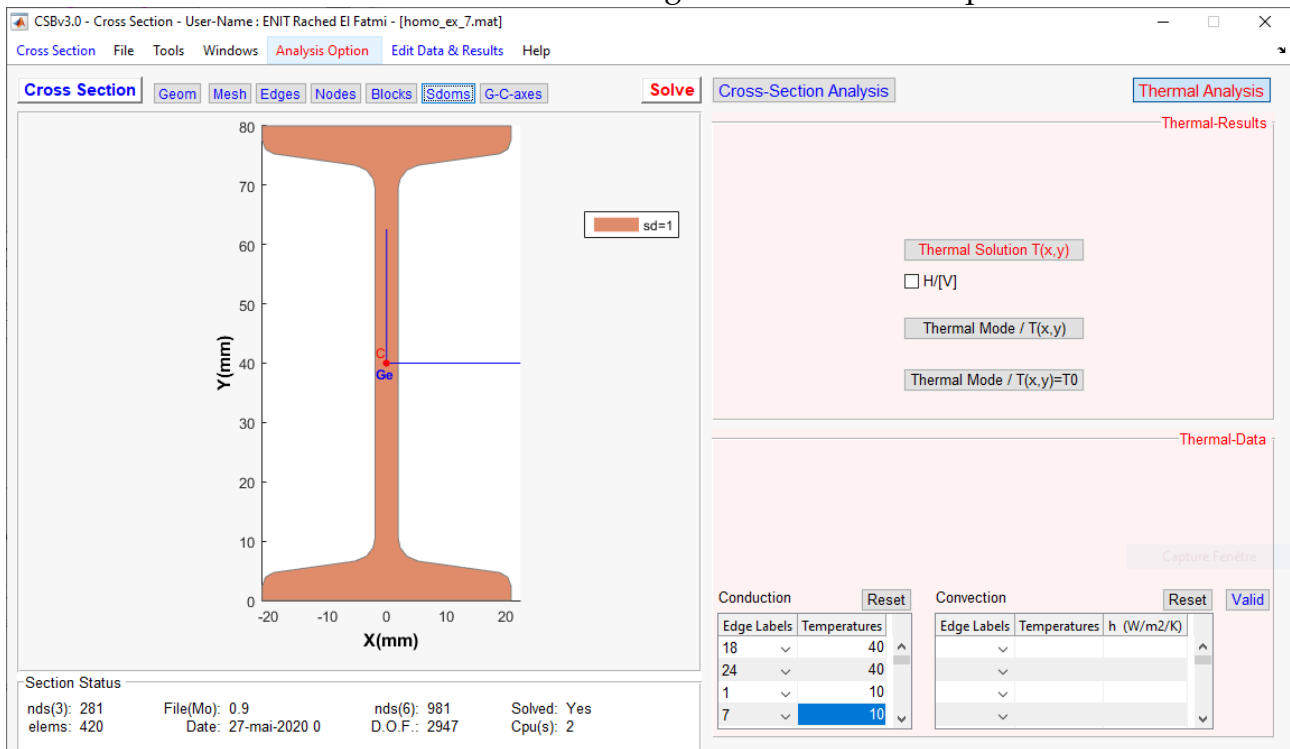 CSBv3.0 - Cross Section - User-Name : ENIT Rached El Fatmi - [homo_ex_7.mat]
Cross Section File Tools Windows Analysis Option Edit Data & Results Help
Cross Section Geom Mesh Edges Nodes Blocks Sdoms G-C-axes Solve
Cross-Section Analysis Thermal Analysis
80
70
60
50
40
30
20
10
0
Y(mm)
-20 -10 0 10 20
X(mm)
C
Ge
sd=1
Thermal-Results
Thermal Solution T(x,y)
H/[V]
Thermal Mode / T(x,y)
Thermal Mode / T(x,y)=T0
Thermal-Data
Capture Fenêtre
Conduction Reset Convection Reset Valid
Edge Labels Temperatures Edge Labels Temperatures h (W/m2/K)
18 40
24 40
1 10
7 10
Section Status
nds(3): 281 File(Mo): 0.9 nds(6): 981 Solved: Yes
elems: 420 Date: 27-mai-2020 0 D.O.F.: 2947 Cpu(s): 2